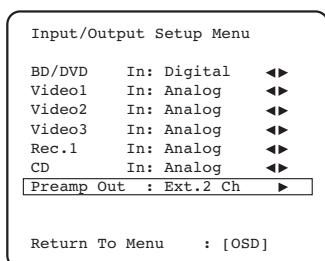 Input/Output Setup Menu
BD/DVD In: Digital ◄►
Video1 In: Analog ◄►
Video2 In: Analog ◄►
Video3 In: Analog ◄►
Rec.1 In: Analog ◄►
CD In: Analog ◄►
Preamp Out : Ext.2 Ch ►
Return To Menu : [OSD]